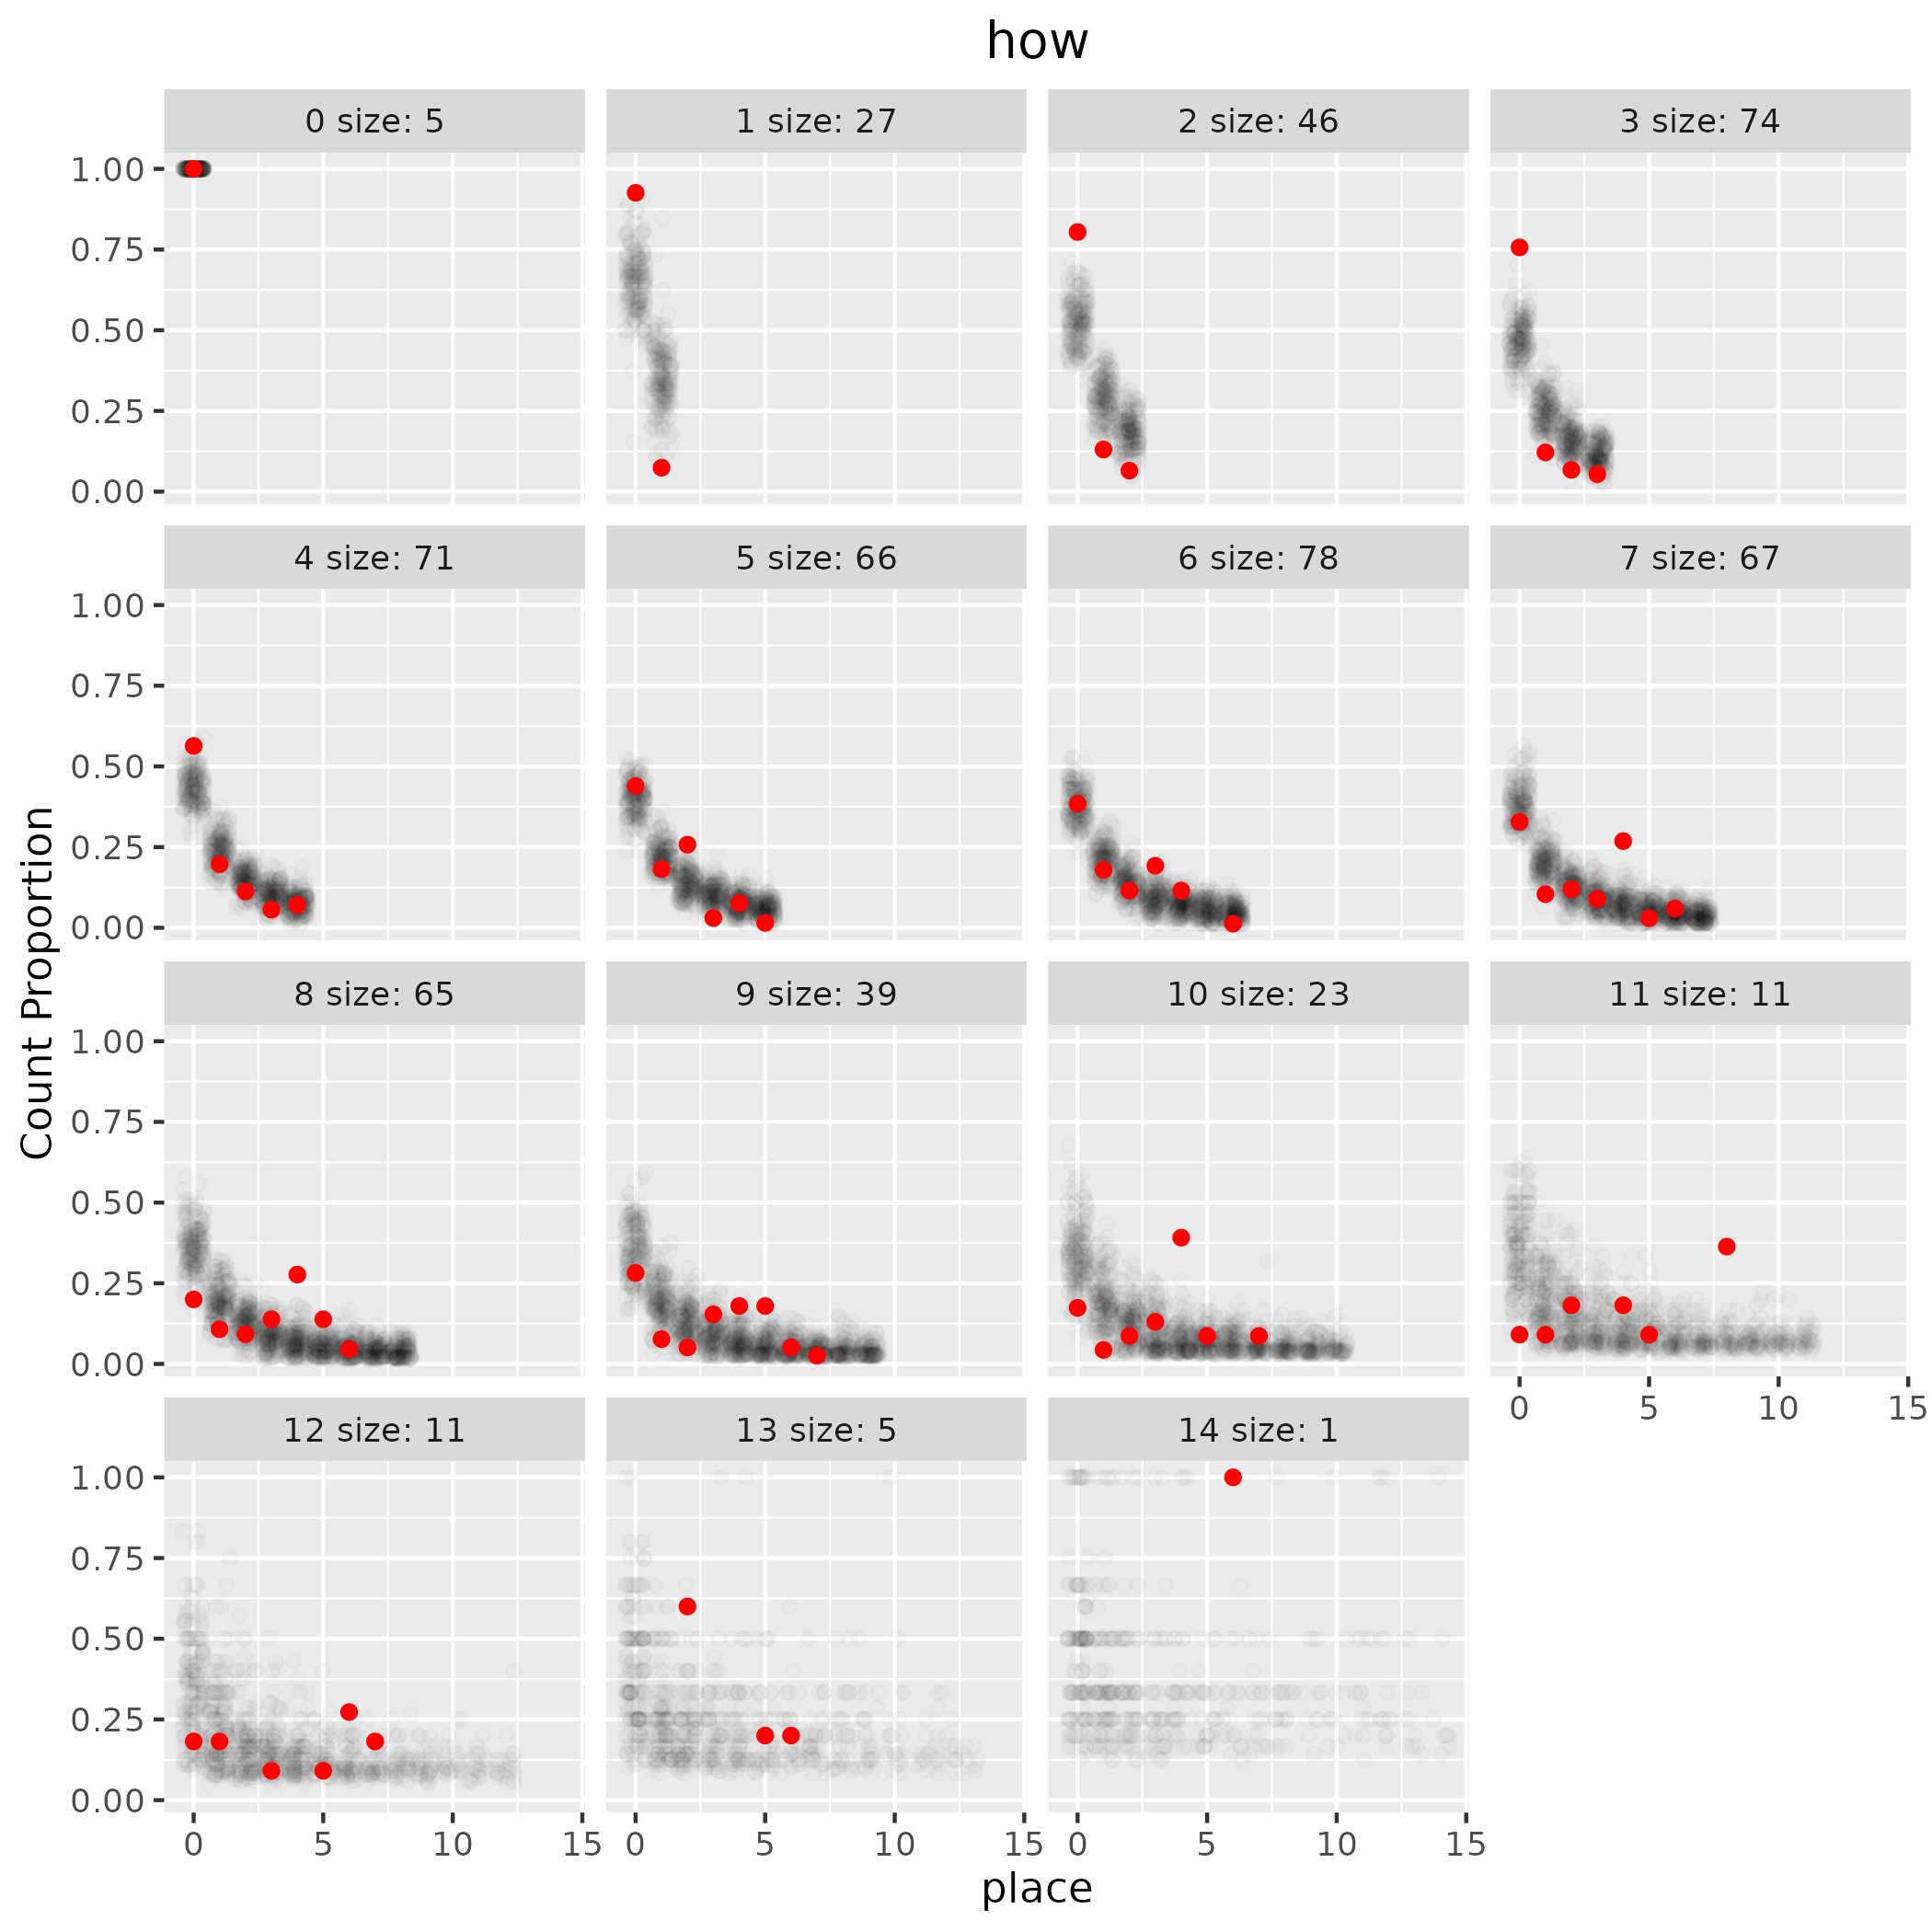 how
0 size: 5
1 size: 27
2 size: 46
3 size: 74
1.00
0.75
0.50
0.25
0.00
4 size: 71
5 size: 66
6 size: 78
7 size: 67
1.00
0.75
0.50
0.25
0.00
Count Proportion
8 size: 65
9 size: 39
10 size: 23
11 size: 11
1.00
0.75
0.50
0.25
0.00
0 5 10 15
12 size: 11
13 size: 5
14 size: 1
1.00
0.75
0.50
0.25
0.00
0 5 10 15
0 5 10 15
0 5 10 15
place